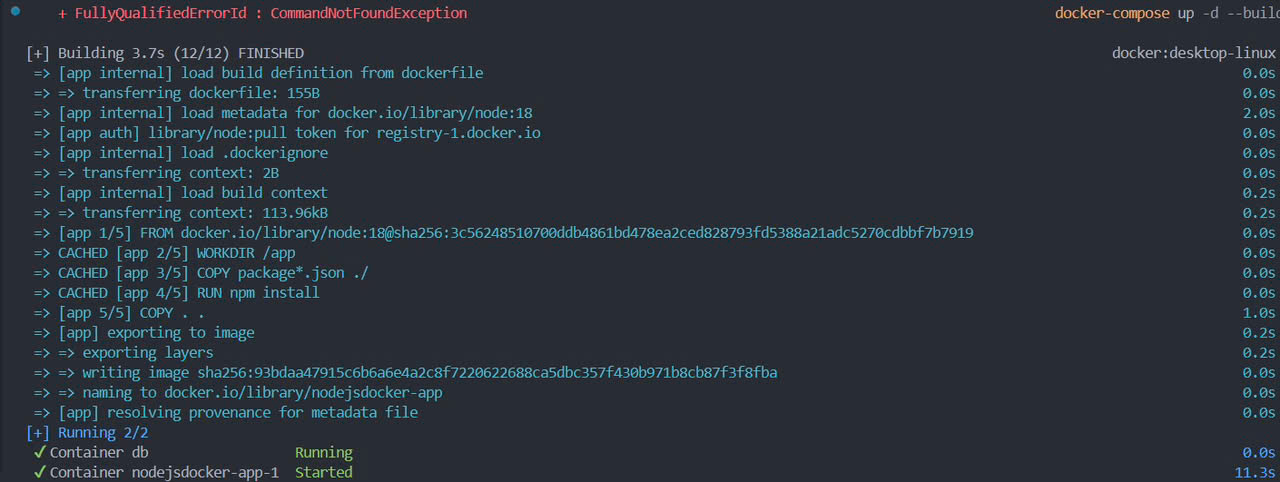 + FullyQualifiedErrorId : CommandNotFoundException docker-compose up -d --build
[+] Building 3.7s (12/12) FINISHED docker:desktop-linux
=> [app internal] load build definition from dockerfile 0.0s
=> => transferring dockerfile: 155B 0.0s
=> [app internal] load metadata for docker.io/library/node:18 2.0s
=> [app auth] library/node:pull token for registry-1.docker.io 0.0s
=> [app internal] load .dockerignore 0.0s
=> => transferring context: 2B 0.0s
=> [app internal] load build context 0.2s
=> => transferring context: 113.96kB 0.2s
=> [app 1/5] FROM docker.io/library/node:18@sha256:3c56248510700ddb4861bd478ea2ced828793fd5388a21adc5270cdbbf7b7919 0.0s
=> CACHED [app 2/5] WORKDIR /app 0.0s
=> CACHED [app 3/5] COPY package*.json ./ 0.0s
=> CACHED [app 4/5] RUN npm install 0.0s
=> [app 5/5] COPY . . 1.0s
=> [app] exporting to image 0.2s
=> => exporting layers 0.2s
=> => writing image sha256:93bdaa47915c6b6a6e4a2c8f7220622688ca5dbc357f430b971b8cb87f3f8fba 0.0s
=> => naming to docker.io/library/nodejsdocker-app 0.0s
=> [app] resolving provenance for metadata file 0.0s
[+] Running 2/2
✓ Container db Running 0.0s
✓ Container nodejsdocker-app-1 Started 11.3s